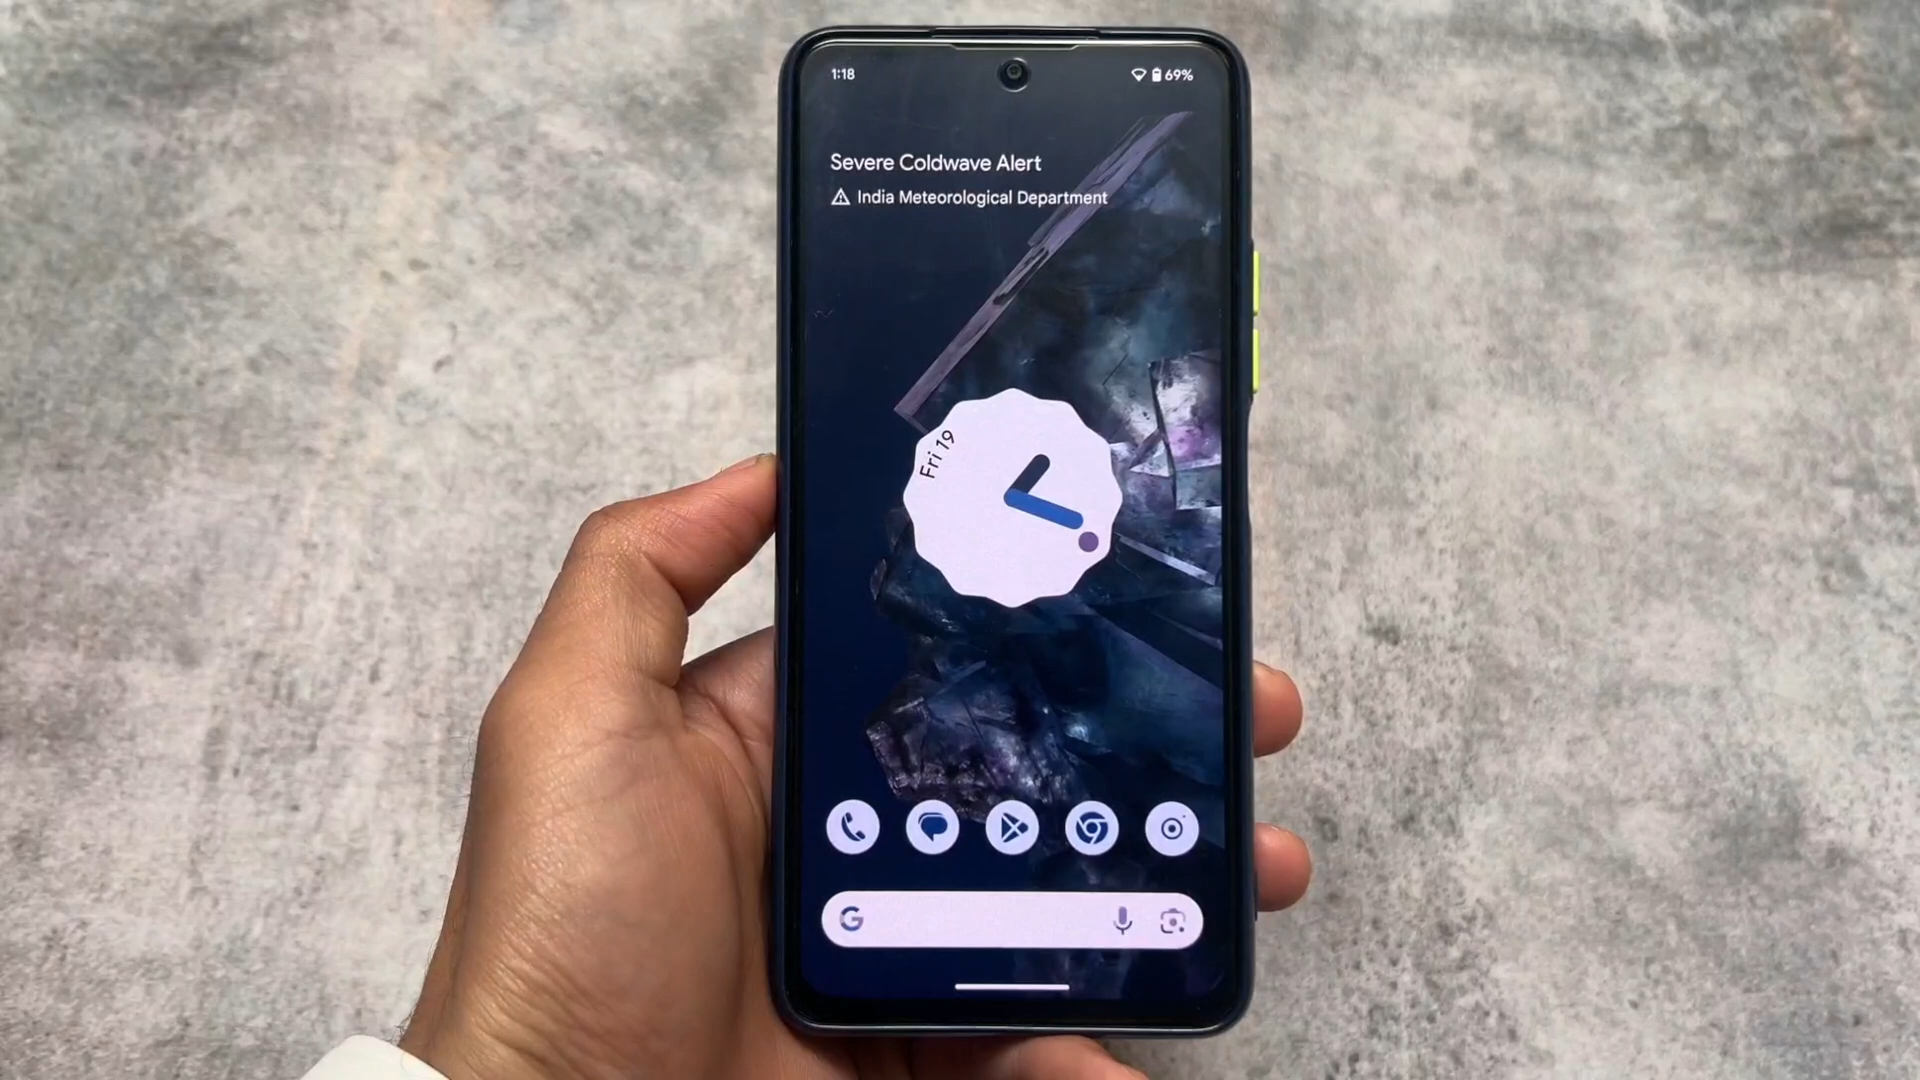 1:18
69%
Severe Coldwave Alert
India Meteorological Department
Fri 19
G